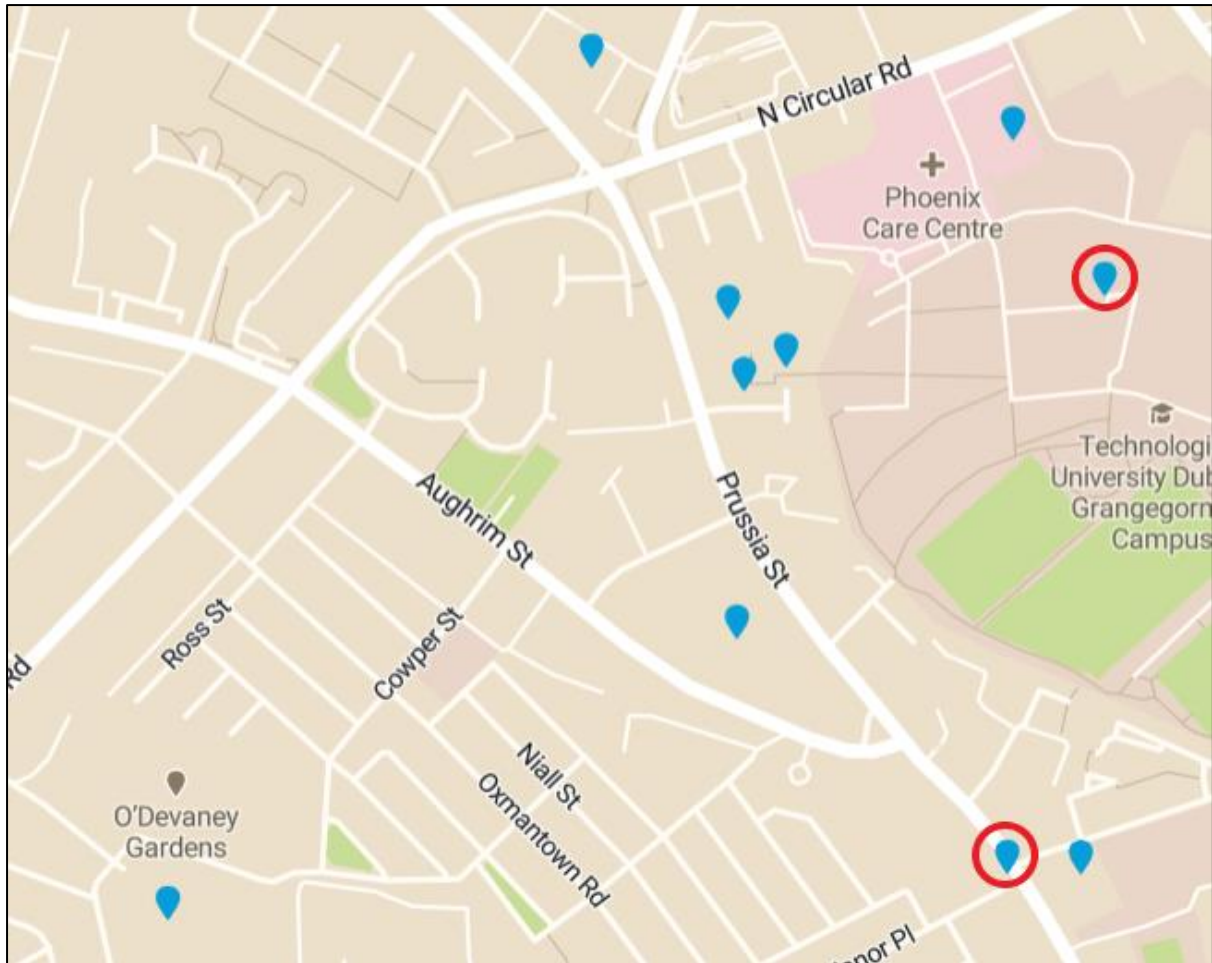 N Circular Rd
Phoenix
Care Centre
Technologi
University Dub
Grangegorm
Campus
Aughrim St
Prussia St
Ross St
Cowper St
Rd
Niall St
Oxmantown Rd
O'Devaney
Gardens
anor Pl